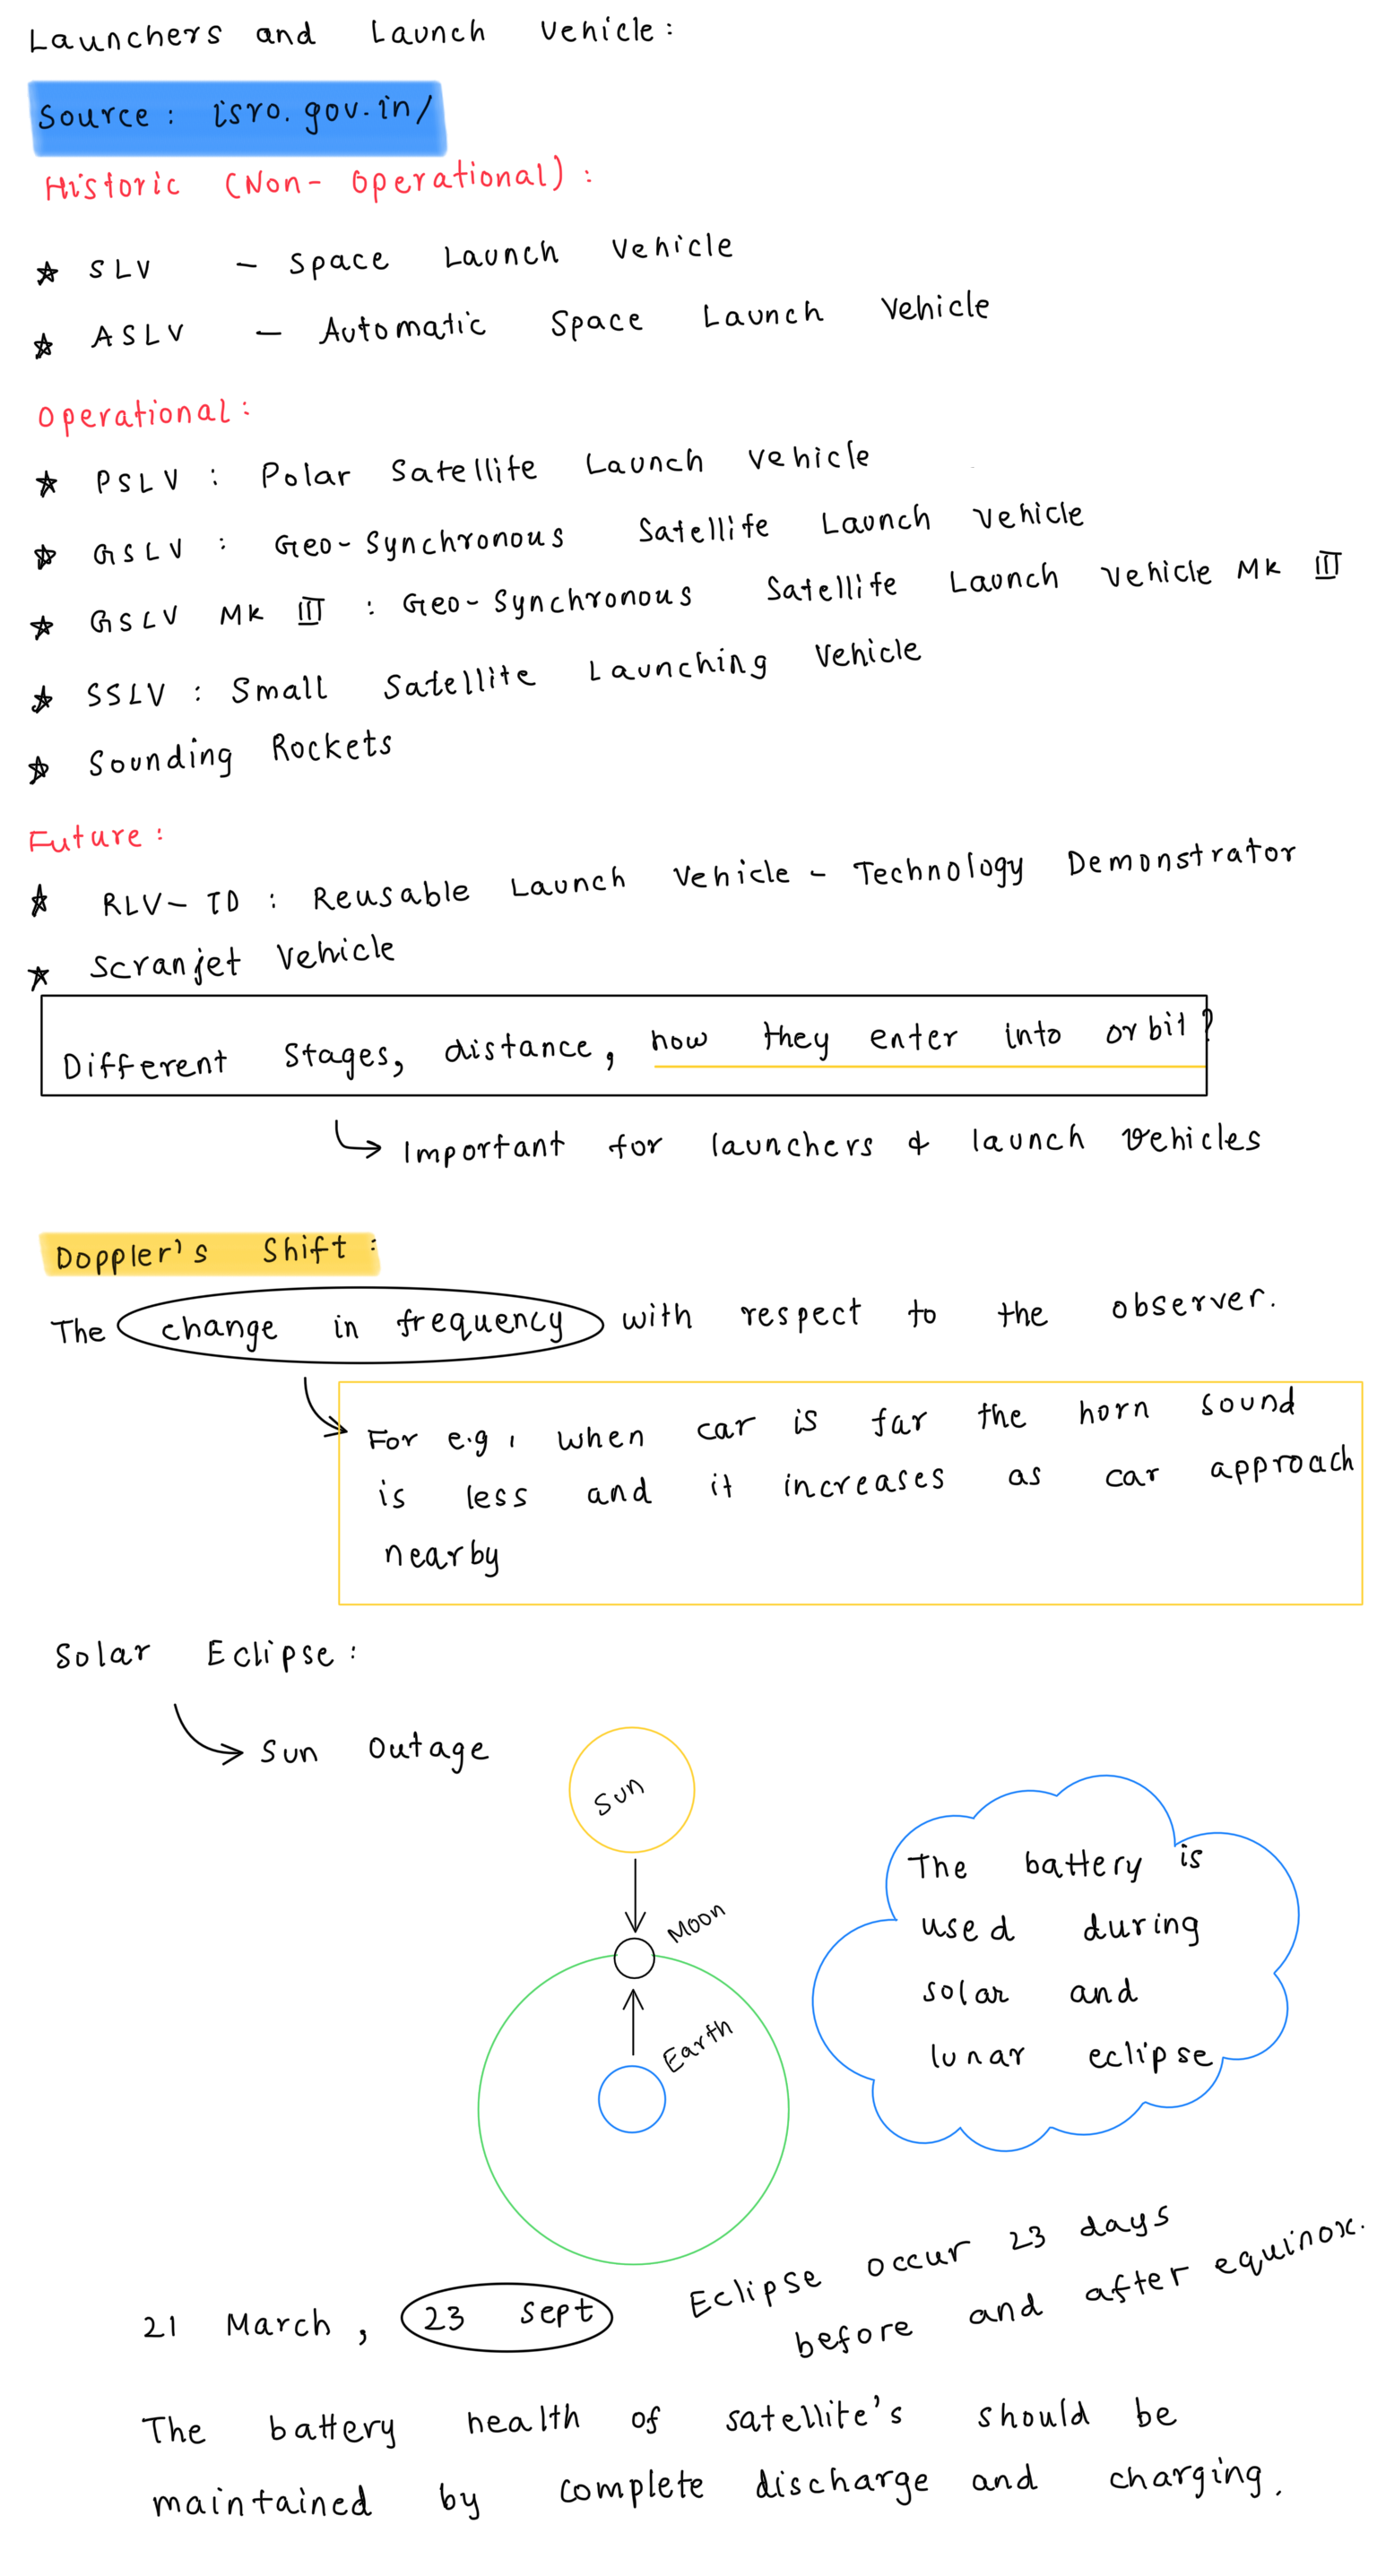 Launchers and Launch Vehicle:
Source: isro.gov.in/
Historic (Non-Operational):
★ SLV - Space Launch Vehicle
★ ASLV - Automatic Space Launch Vehicle
Operational:
★ PSLV : Polar Satellite Launch Vehicle
★ GSLV : Geo-Synchronous Satellife Launch Vehicle
★ GSLV MK III : Geo-Synchronous Satellife Launch Vehicle MK III
★ SSLV : Small Satellite Launching Vehicle
★ Sounding Rockets
Future:
★ RLV-TD : Reusable Launch Vehicle - Technology Demonstrator
★ Scranjet Vehicle
Different Stages, distance, how they enter into orbit?
↳ Important for launchers & launch vehicles
Doppler's Shift:
The change in frequency with respect to the observer.
For e.g, when car is far the horn sound
is less and it increases as car approach
nearby
Solar Eclipse:
→ Sun Outage
Sun
Moon
Earth
The battery is
used during
solar and
lunar eclipse
21 March, 23 Sept
Eclipse occur 23 days
before and after equinox.
The battery health of satellite's should be
maintained by complete discharge and charging.